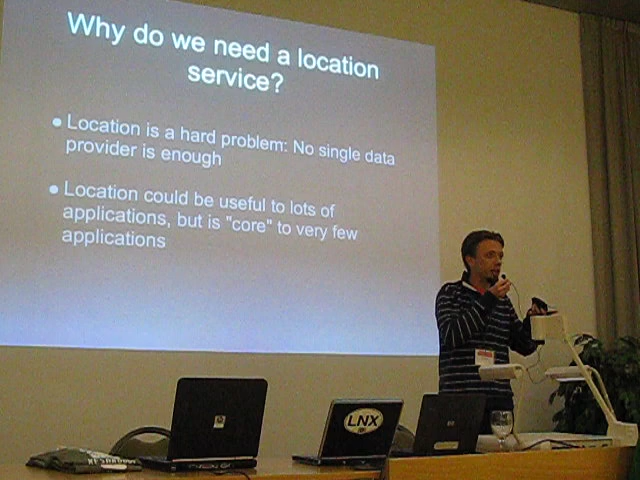 Why do we need a location
service?
● Location is a hard problem: No single data
provider is enough
● Location could be useful to lots of
applications, but is "core" to very few
applications
LNX